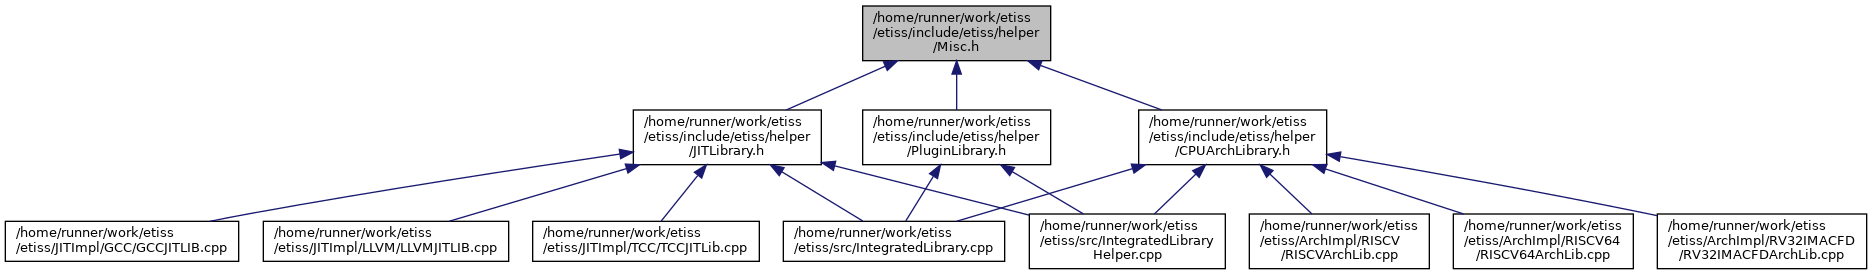 /home/runner/work/etiss
/etiss/include/etiss/helper
/Misc.h
/home/runner/work/etiss
/etiss/include/etiss/helper
/JITLibrary.h
/home/runner/work/etiss
/etiss/include/etiss/helper
/PluginLibrary.h
/home/runner/work/etiss
/etiss/include/etiss/helper
/CPUArchLibrary.h
/home/runner/work/etiss
/etiss/JITImpl/GCC/GCCJITLIB.cpp
/home/runner/work/etiss
/etiss/JITImpl/LLVM/LLVMJITLIB.cpp
/home/runner/work/etiss
/etiss/JITImpl/TCC/TCCJITLib.cpp
/home/runner/work/etiss
/etiss/src/IntegratedLibrary.cpp
/home/runner/work/etiss
/etiss/src/IntegratedLibrary
Helper.cpp
/home/runner/work/etiss
/etiss/ArchImpl/RISCV
/RISCVArchLib.cpp
/home/runner/work/etiss
/etiss/ArchImpl/RISCV64
/RISCV64ArchLib.cpp
/home/runner/work/etiss
/etiss/ArchImpl/RV32IMACFD
/RV32IMACFDArchLib.cpp